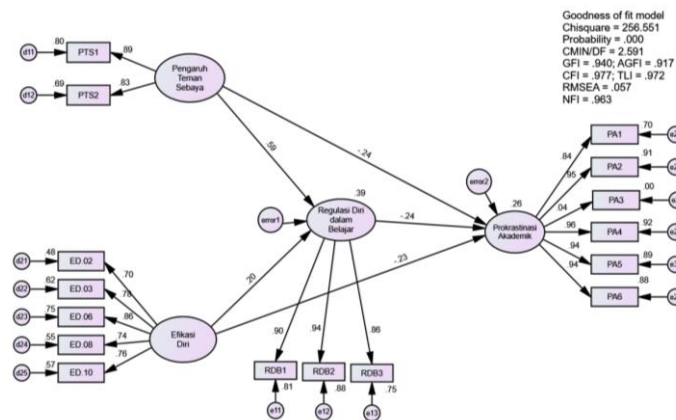 Goodness of fit model
Chisquare = 256.551
Probability = .000
CMIN/DF = 2.591
GFI = .940; AGFI = .917
CFI = .977; TLI = .972
RMSEA = .057
NFI = .963
d11
.80
PTS1
.89
d12
.69
PTS2
.83
Pengaruh
Teman
Sebaya
.59
-.24
error1
.39
Regulasi Diri
dalam
Belajar
-.24
error2
.26
Prokrastinasi
Akademik
.84
PA1
.70
.95
PA2
.91
.04
PA3
.00
.96
PA4
.92
.94
PA5
.89
.94
PA6
.88
d21
.48
ED.02
.70
d22
.62
ED.03
.78
d23
.75
ED.06
.86
d24
.55
ED.08
.74
d25
.57
ED.10
.76
Efikasi
Diri
.20
-.23
.90
.94
.86
RDB1
RDB2
RDB3
.81
.88
.75
e11
e12
e13